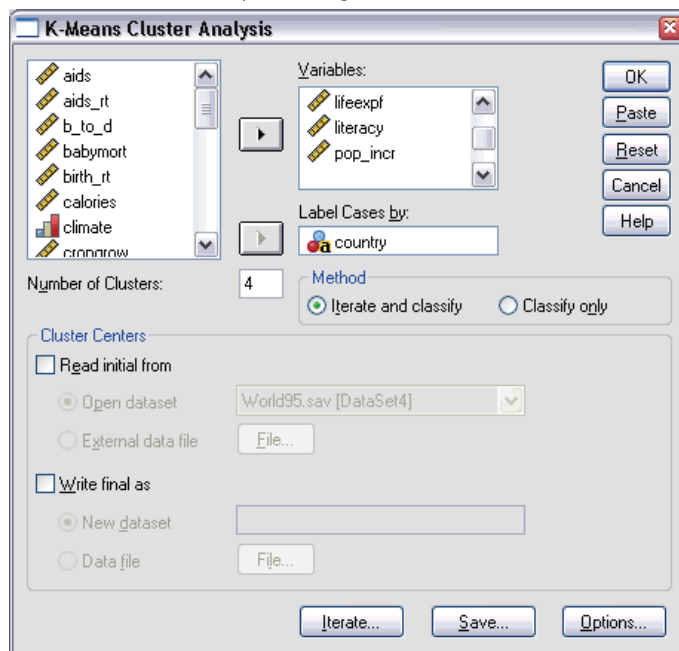 K-Means Cluster Analysis
aids
aids_rt
b_to_d
babymort
birth_rt
calories
climate
cropgrow
Variables:
lifeexpf
literacy
pop_incr
OK
Paste
Reset
Cancel
Help
Label Cases by:
country
Number of Clusters:
4
Method
Iterate and classify
Classify only
Cluster Centers
Read initial from
Open dataset
World95.sav [DataSet4]
External data file
File...
Write final as
New dataset
Data file
File...
Iterate...
Save...
Options...